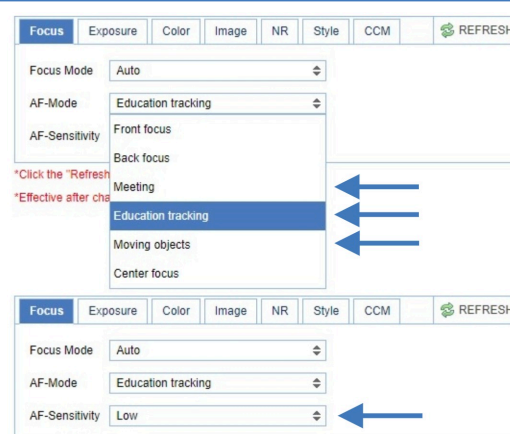 Focus Exposure Color Image NR Style CCM REFRESH
Focus Mode Auto
AF-Mode Education tracking
AF-Sensitivity Front focus
Back focus
*Click the "Refresh
Meeting
*Effective after cha
Education tracking
Moving objects
Center focus
Focus Exposure Color Image NR Style CCM REFRESH
Focus Mode Auto
AF-Mode Education tracking
AF-Sensitivity Low